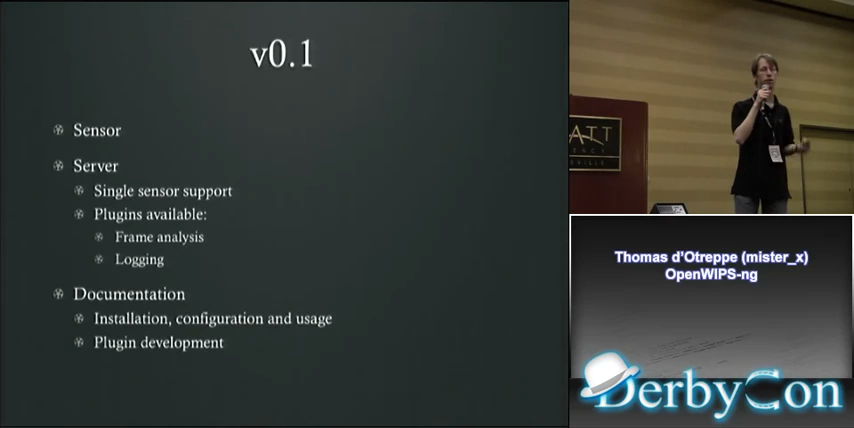 v0.1
Sensor
Server
Single sensor support
Plugins available:
Frame analysis
Logging
Documentation
Installation, configuration and usage
Plugin development
ATT
Thomas d'Otreppe (mister_x)
OpenWIPS-ng
DerbyCon